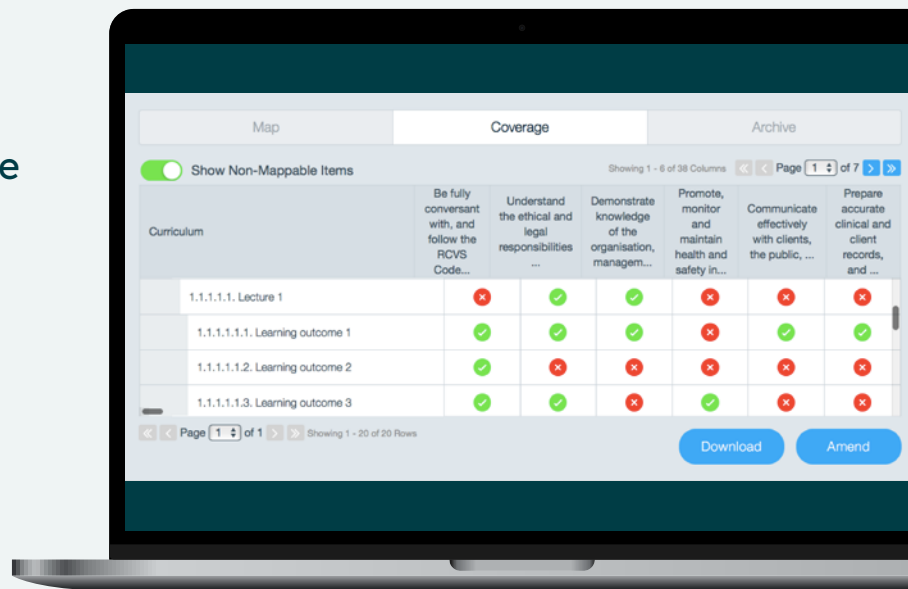 e
Map
Coverage
Archive
Show Non-Mappable Items
Showing 1 - 6 of 38 Columns
Page 1 of 7
Curriculum
Be fully
conversant
with, and
follow the
RCVS
Code...
Understand
the ethical and
legal
responsibilities
...
Demonstrate
knowledge
of the
organisation,
managem...
Promote,
monitor
and
maintain
health and
safety in...
Communicate
effectively
with clients,
the public, ...
Prepare
accurate
clinical and
client
records,
and ...
1.1.1.1.1. Lecture 1
1.1.1.1.1.1. Learning outcome 1
1.1.1.1.1.2. Learning outcome 2
1.1.1.1.1.3. Learning outcome 3
Page 1 of 1
Showing 1 - 20 of 20 Rows
Download
Amend